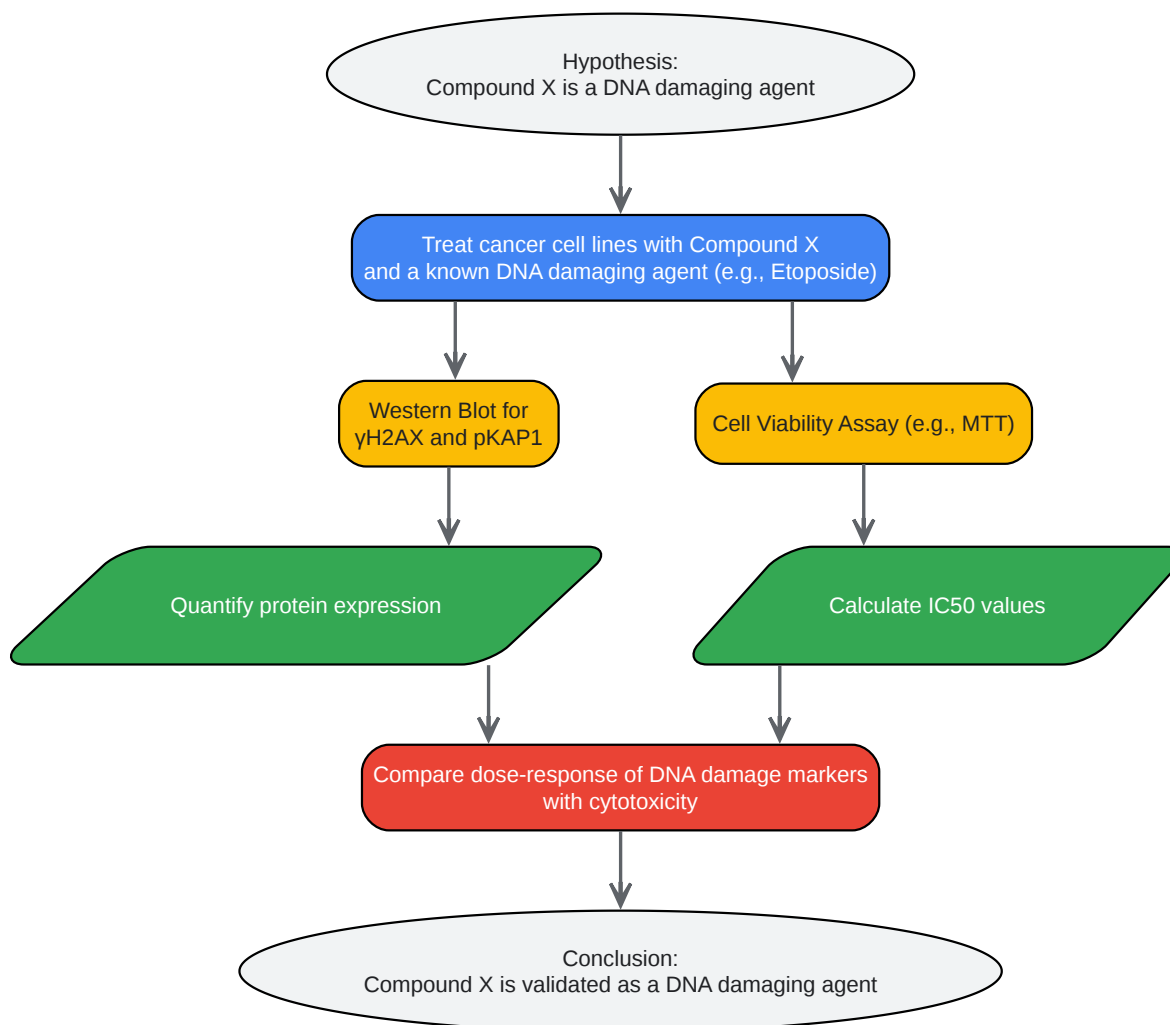 Hypothesis:
Compound X is a DNA damaging agent
Treat cancer cell lines with Compound X
and a known DNA damaging agent (e.g., Etoposide)
Western Blot for
γH2AX and pKAP1
Cell Viability Assay (e.g., MTT)
Quantify protein expression
Calculate IC50 values
Compare dose-response of DNA damage markers
with cytotoxicity
Conclusion:
Compound X is validated as a DNA damaging agent